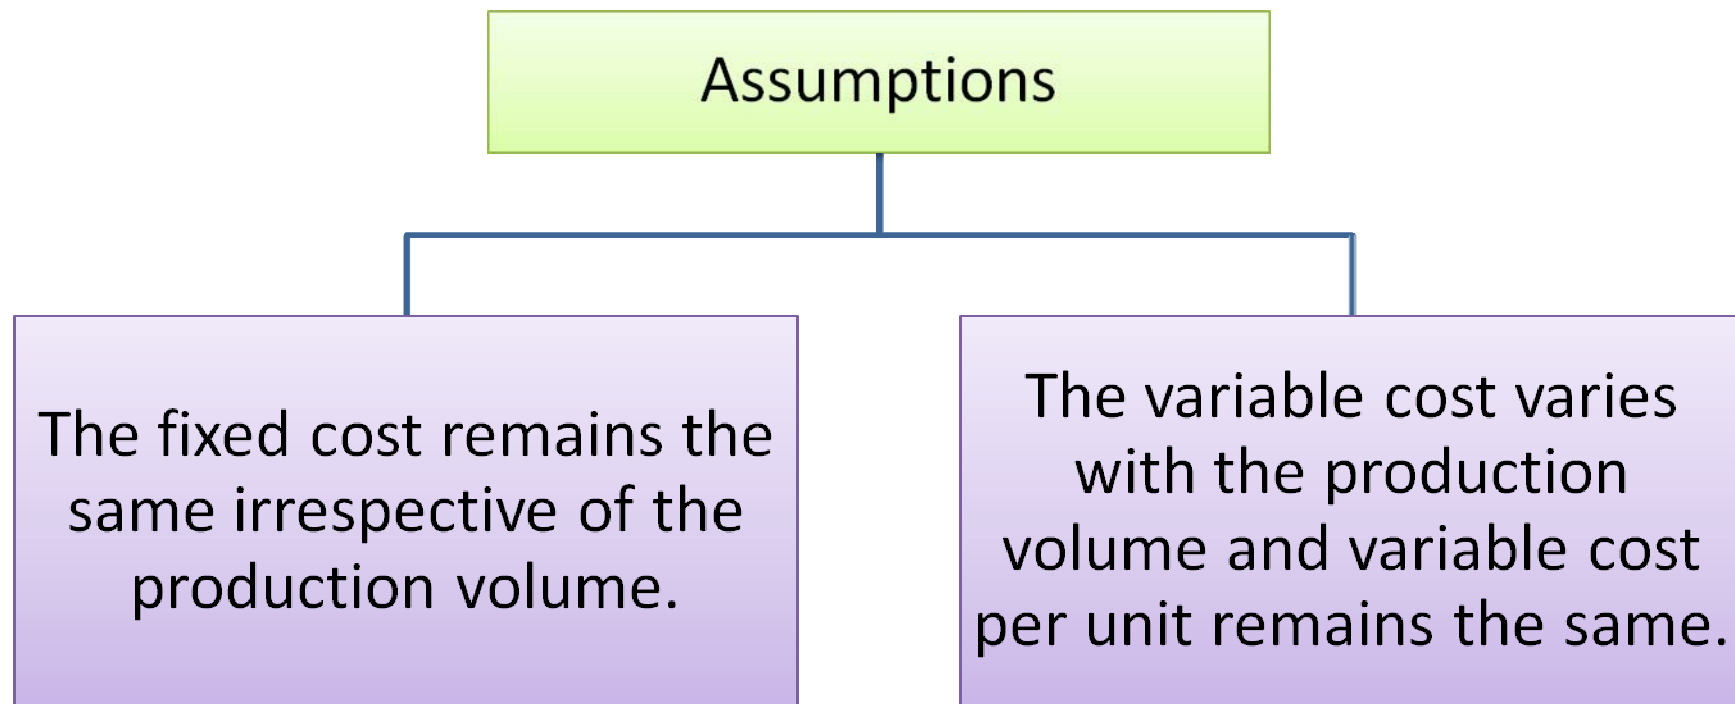 Assumptions
The fixed cost remains the
same irrespective of the
production volume.
The variable cost varies
with the production
volume and variable cost
per unit remains the same.